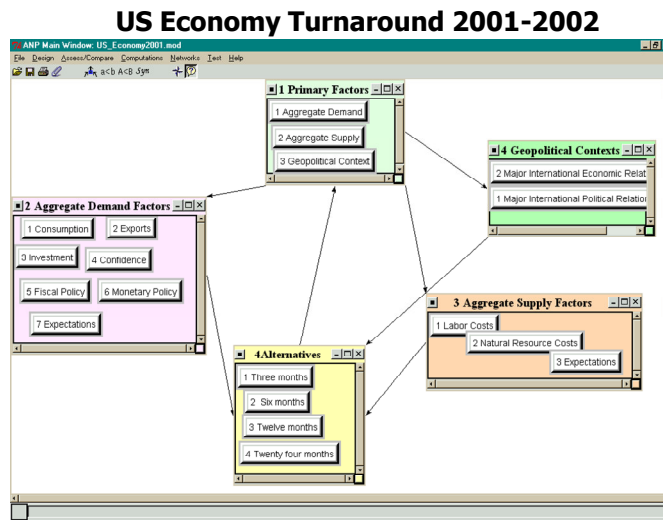 US Economy Turnaround 2001-2002
ANP Main Window: US_Economy2001.mod
File Design Assess/Compare Computations Networks Test Help
a<b A<B Sym
1 Primary Factors
1 Aggregate Demand
2 Aggregate Supply
3 Geopolitical Context
4 Geopolitical Contexts
2 Major International Economic Relat
1 Major International Political Relation
2 Aggregate Demand Factors
1 Consumption 2 Exports
3 Investment 4 Confidence
5 Fiscal Policy 6 Monetary Policy
7 Expectations
3 Aggregate Supply Factors
1 Labor Costs
2 Natural Resource Costs
3 Expectations
4Alternatives
1 Three months
2 Six months
3 Twelve months
4 Twenty four months